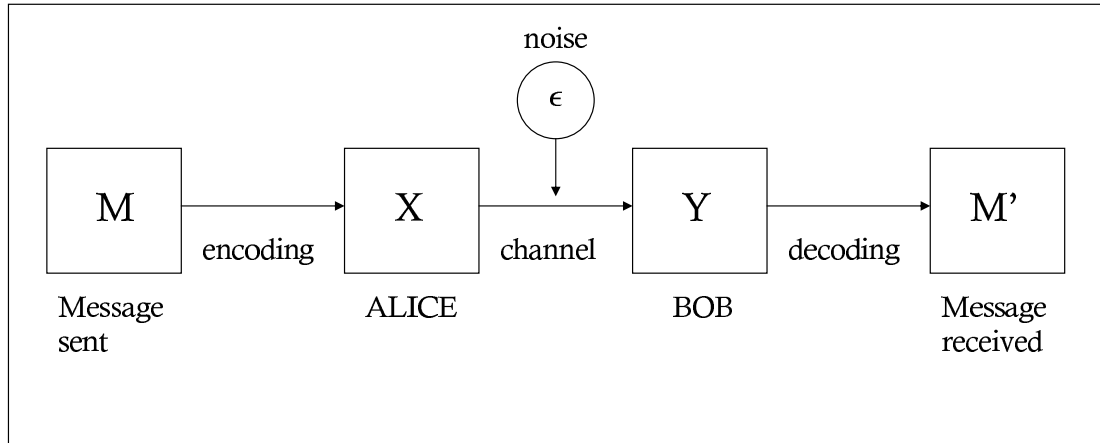 noise
ϵ
M
X
Y
M’
encoding
channel
decoding
Message
sent
ALICE
BOB
Message
received